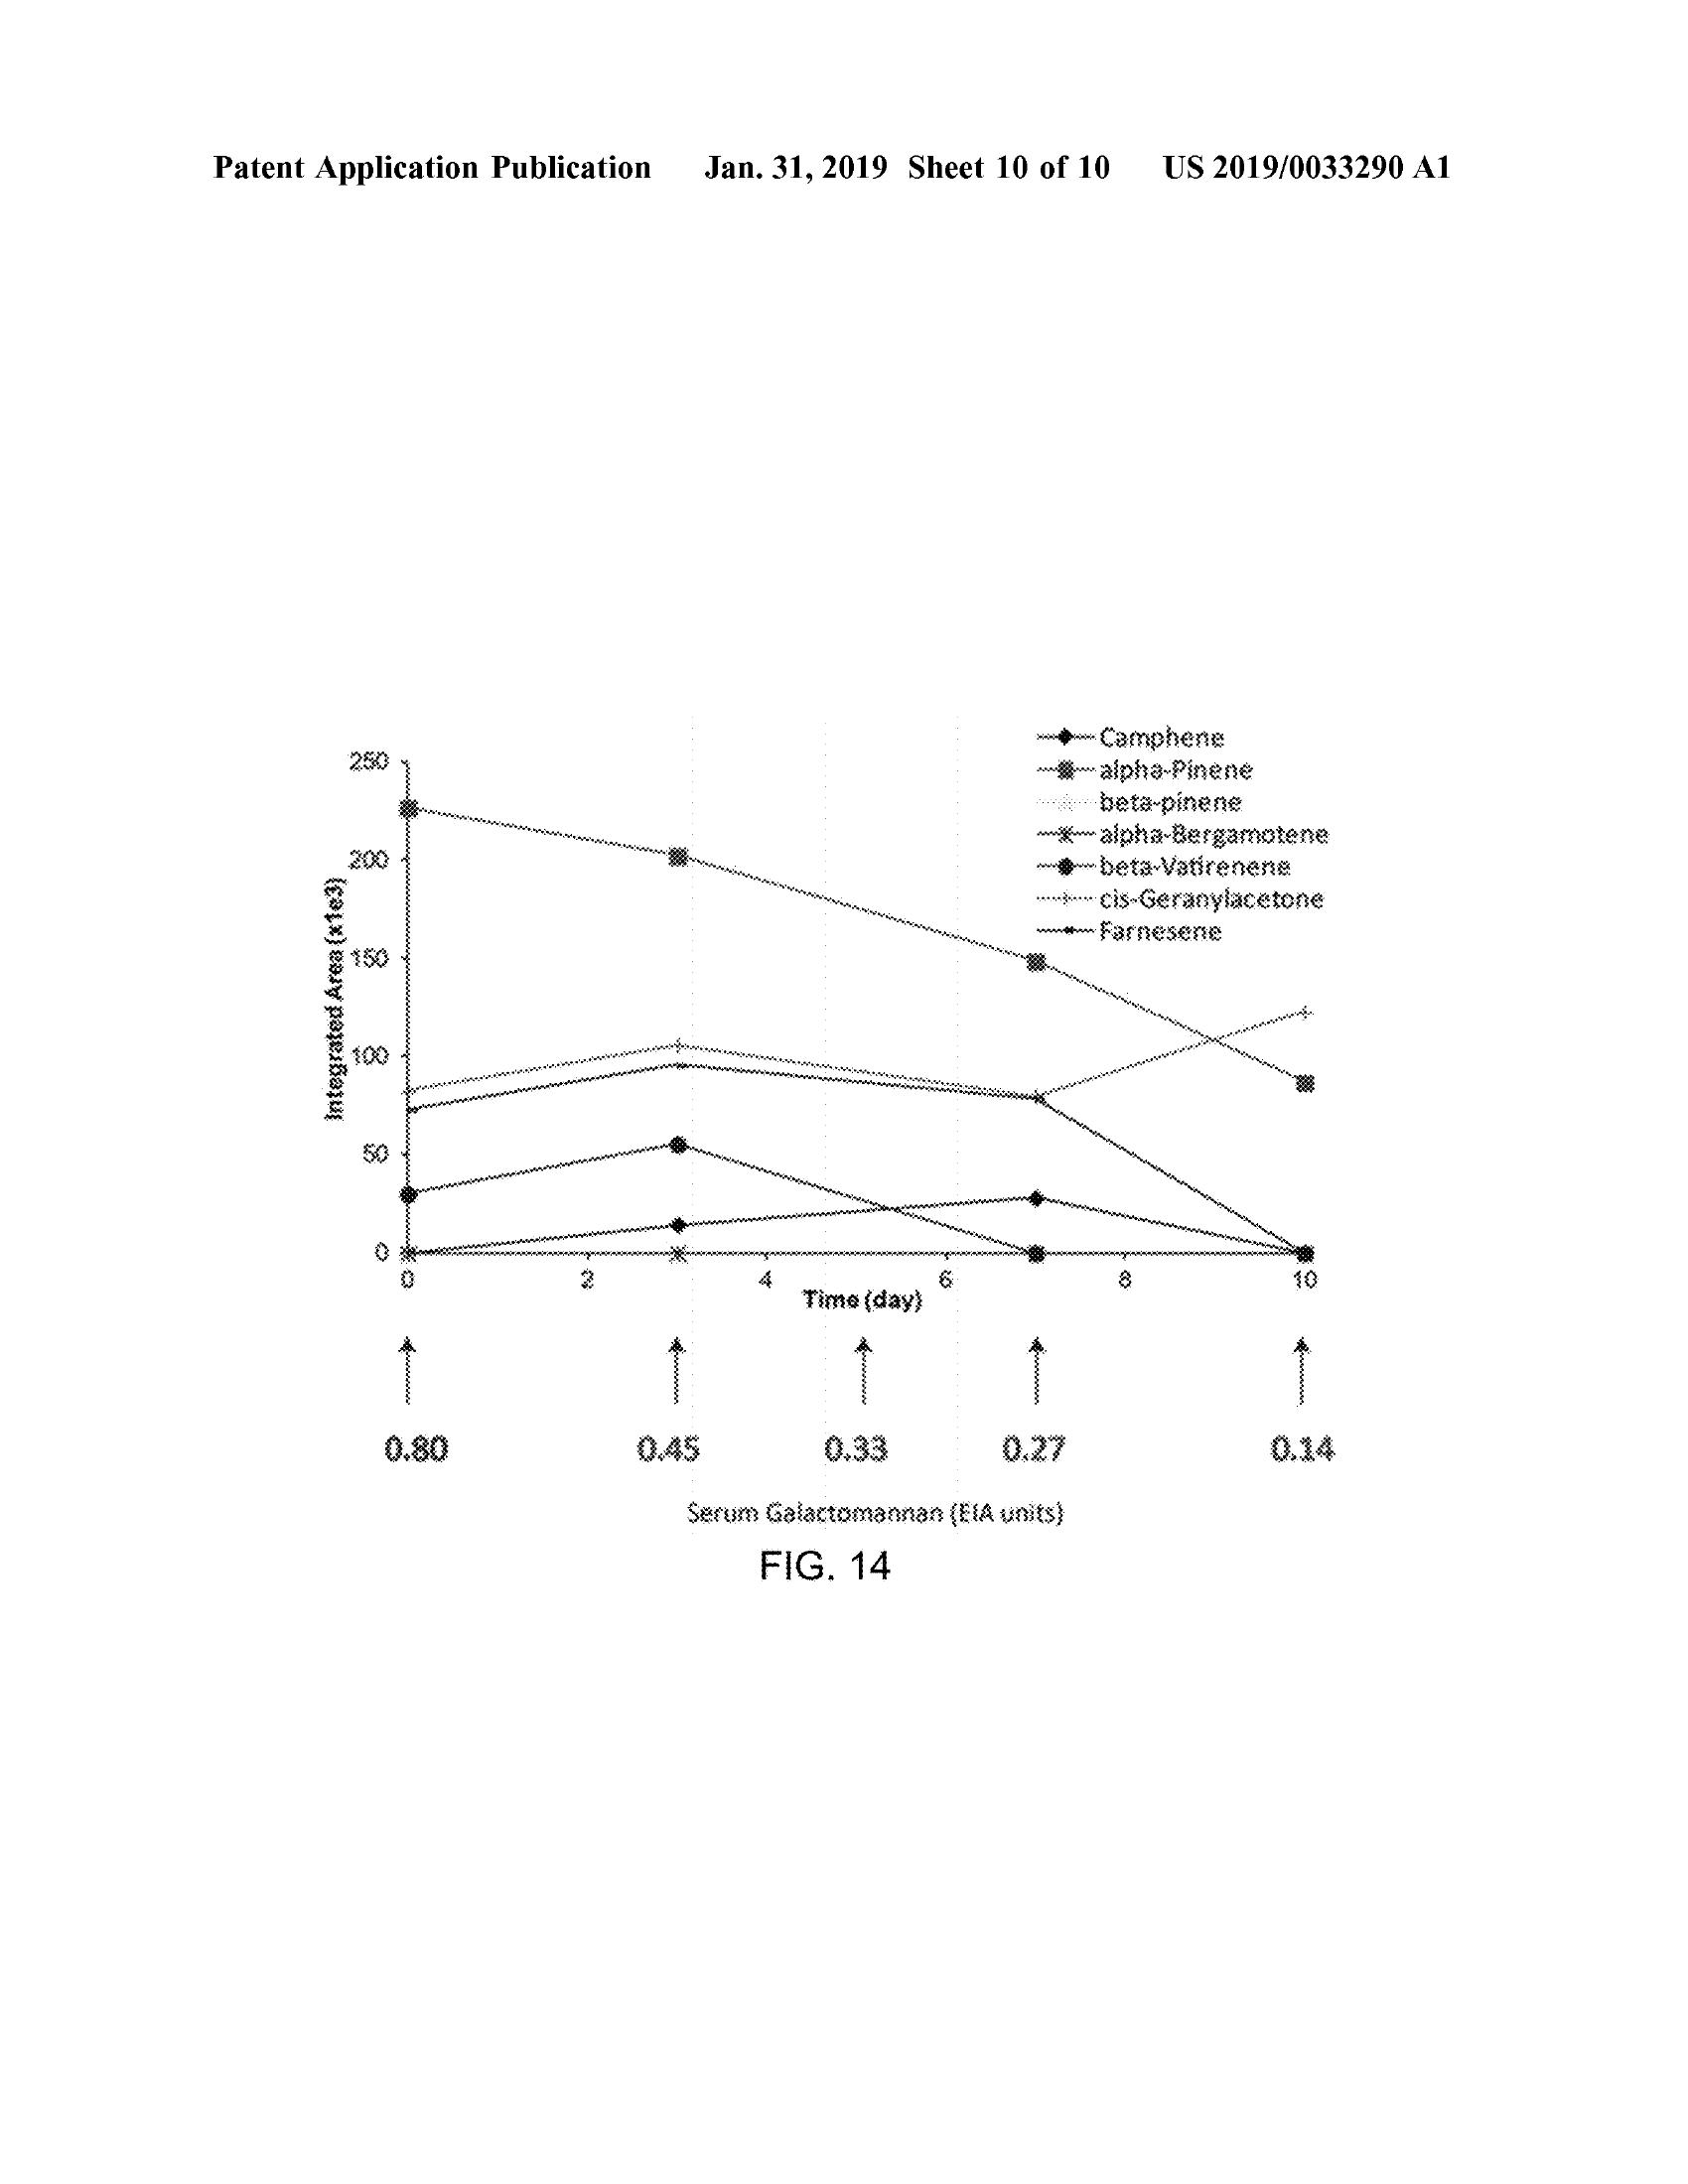 Patent Application Publication Jan. 31, 2019 Sheet 10 of 10 US 2019/0033290 A1
Camphene
alpha-Pinene
beta-pinene
alpha-Bergamotene
beta-Vatirenene
cis-Geranylacetone
Farnesene
250
200
150
100
50
0
Integrated Area (x1e3)
0 2 4 6 8 10
Time (day)
0.80 0.45 0.33 0.27 0.14
Serum Galactomannan (EIA units)
FIG. 14